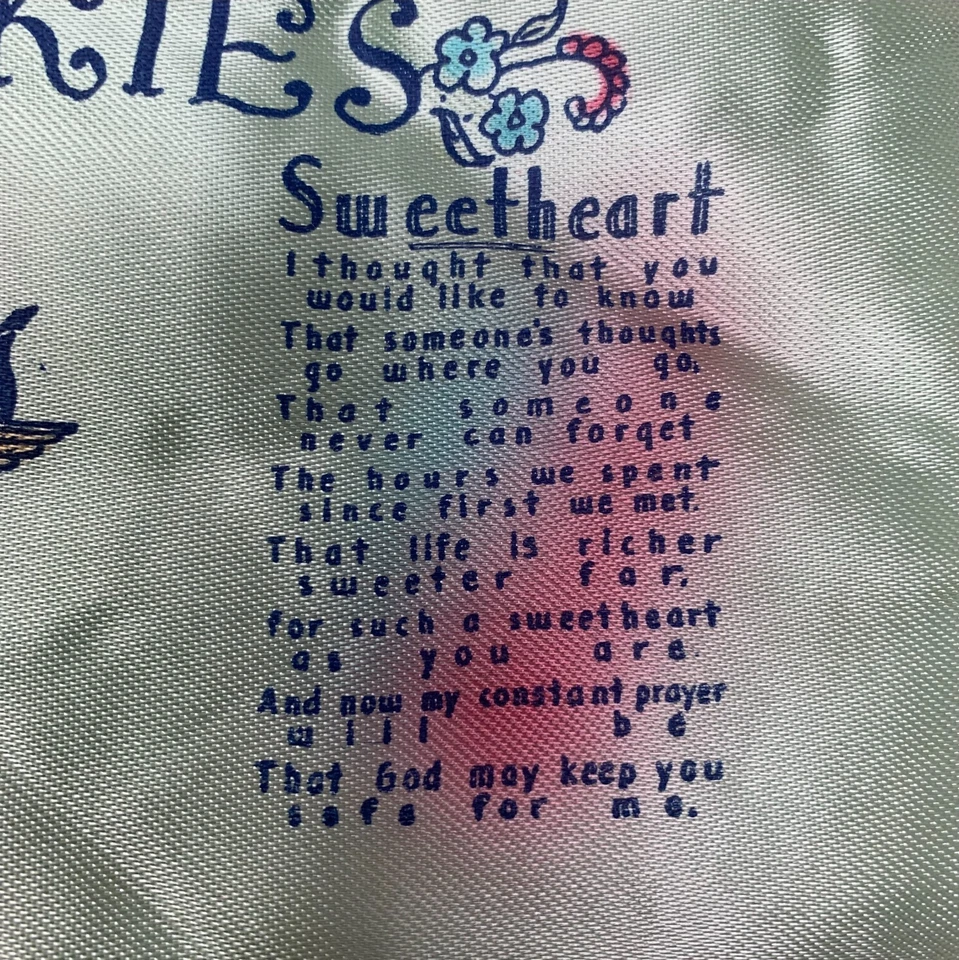 RIES
Sweetheart
I thought that you
would like to know
That someone's thoughts
go where you go.
That someone
never can forget
The hours we spent
since first we met.
That life is richer
sweeter far.
for such a sweetheart
as you are.
And now my constant prayer
will be
That God may keep you
safe for me.